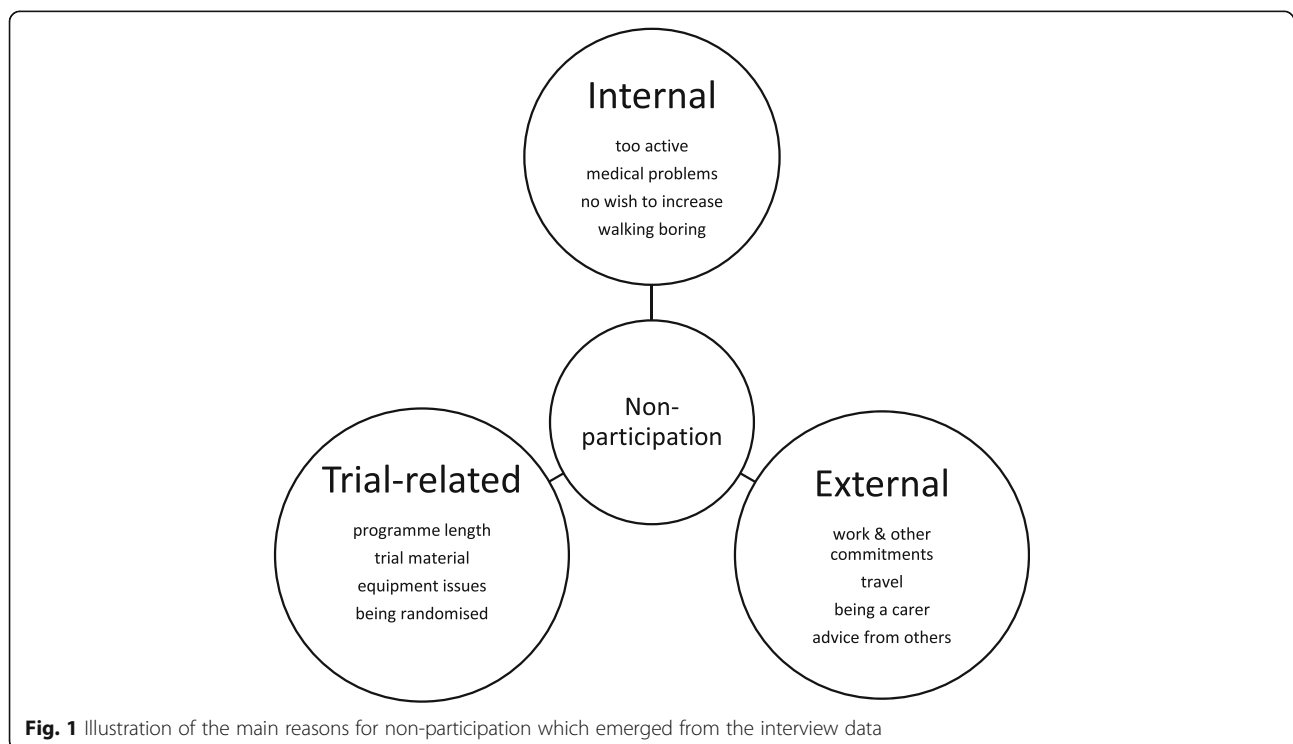 Internal
too active
medical problems
no wish to increase
walking boring
Non-
participation
Trial-related
programme length
trial material
equipment issues
being randomised
External
work & other
commitments
travel
being a carer
advice from others
Fig. 1 Illustration of the main reasons for non-participation which emerged from the interview data